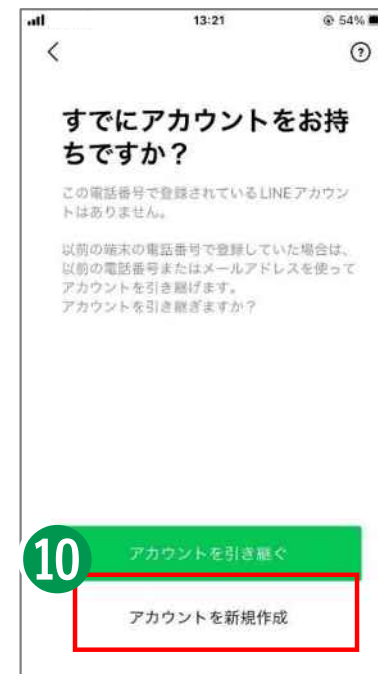 13:21
54%
すでにアカウントをお持
ちですか？
この電話番号で登録されているLINEアカウン
トはありません。
以前の端末の電話番号で登録していた場合は、
以前の電話番号またはメールアドレスを使って
アカウントを引き継げます。
アカウントを引き継ぎますか？
10
アカウントを引き継ぐ
アカウントを新規作成